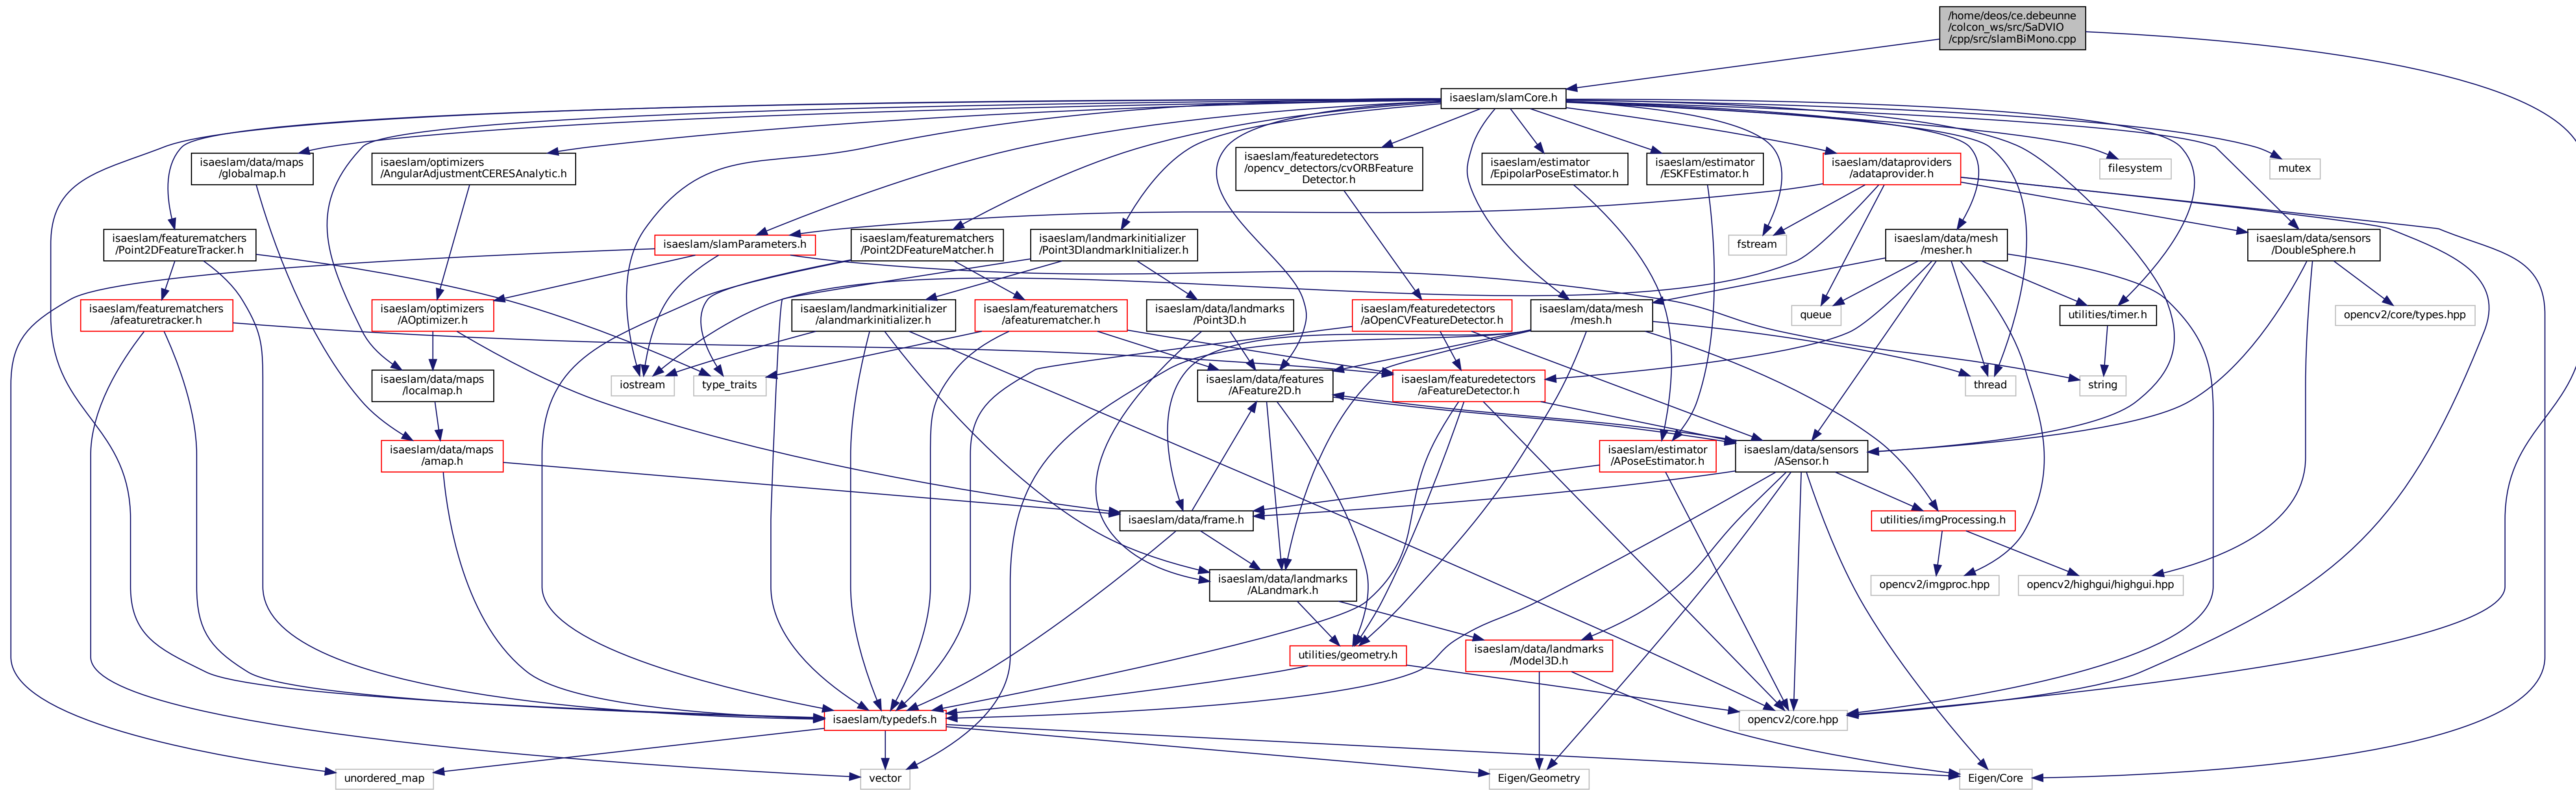 /home/deos/ce.debeunne
/colcon_ws/src/SaDVIO
/cpp/src/slamBiMono.cpp
isaeslam/slamCore.h
isaeslam/data/maps
/globalmap.h
isaeslam/optimizers
/AngularAdjustmentCERESAnalytic.h
isaeslam/featuredetectors
/opencv_detectors/cvORBFeature
Detector.h
isaeslam/estimator
/EpipolarPoseEstimator.h
isaeslam/estimator
/ESKFEstimator.h
isaeslam/dataproviders
/adataprovider.h
filesystem
mutex
isaeslam/featurematchers
/Point2DFeatureTracker.h
isaeslam/slamParameters.h
isaeslam/featurematchers
/Point2DFeatureMatcher.h
isaeslam/landmarkinitializer
/Point3DlandmarkInitializer.h
fstream
isaeslam/data/mesh
/mesher.h
isaeslam/data/sensors
/DoubleSphere.h
isaeslam/featurematchers
/afeaturetracker.h
isaeslam/optimizers
/AOptimizer.h
isaeslam/landmarkinitializer
/alandmarkinitializer.h
isaeslam/featurematchers
/afeaturematcher.h
isaeslam/data/landmarks
/Point3D.h
isaeslam/featuredetectors
/aOpenCVFeatureDetector.h
isaeslam/data/mesh
/mesh.h
queue
utilities/timer.h
opencv2/core/types.hpp
isaeslam/data/maps
/localmap.h
iostream
type_traits
isaeslam/data/features
/AFeature2D.h
isaeslam/featuredetectors
/aFeatureDetector.h
thread
string
isaeslam/data/maps
/amap.h
isaeslam/estimator
/APoseEstimator.h
isaeslam/data/sensors
/ASensor.h
isaeslam/data/frame.h
utilities/imgProcessing.h
isaeslam/data/landmarks
/ALandmark.h
opencv2/imgproc.hpp
opencv2/highgui/highgui.hpp
utilities/geometry.h
isaeslam/data/landmarks
/Model3D.h
isaeslam/typedefs.h
opencv2/core.hpp
unordered_map
vector
Eigen/Geometry
Eigen/Core